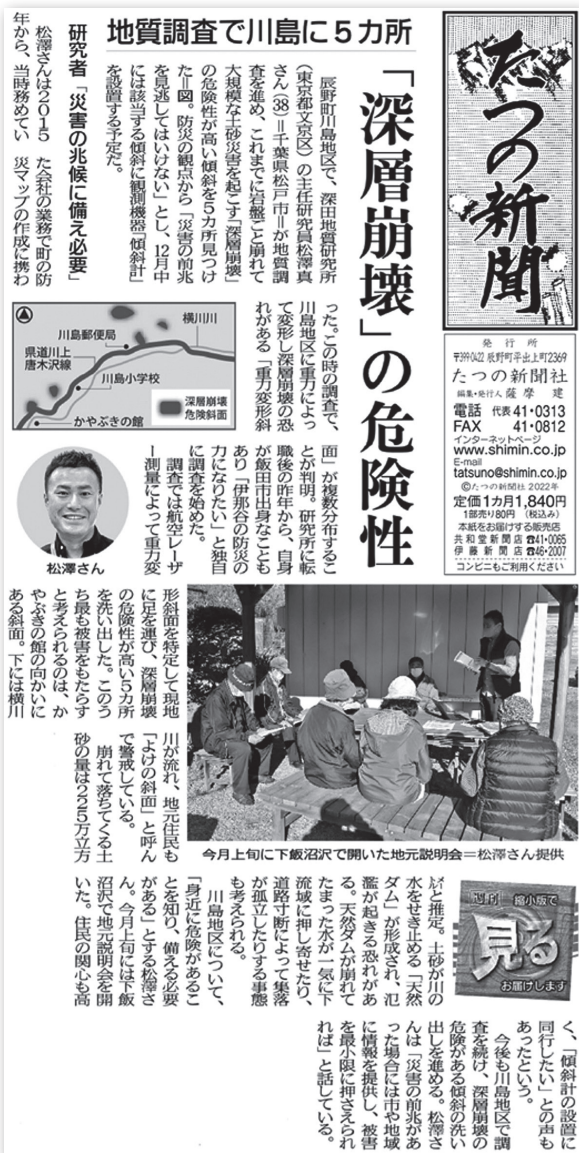 たつの新聞
発行所
〒399-0422 辰野町平出上町2369
たつの新聞社
編集・発行人 薩摩 建
電話 代表41・0313
FAX 41・0812
インターネットページ
www.shimin.co.jp
E-mail
tatsuno@shimin.co.jp
©たつの新聞社 2022年
定価1カ月1,840円
1部売り80円 (税込み)
本紙をお届けする販売店
共和堂新聞店 ☎41・0065
伊藤新聞店 ☎46・2007
コンビニもご利用ください
地質調査で川島に5カ所
「深層崩壊」の危険性
辰野町川島地区で、深田地質研究所
(東京都文京区)の主任研究員松澤真
さん(38)=千葉県松戸市=が地質調
査を進め、これまでに岩盤ごと崩れて
大規模な土砂災害を起こす「深層崩壊」
の危険性が高い傾斜を5カ所見つけ
た=図。防災の観点から「災害の前兆
を見逃してはいけない」とし、12月中
には該当する傾斜に観測機器「傾斜計」
を設置する予定だ。
研究者「災害の兆候に備え必要」
松澤さんは2015
年から、当時務めてい
た会社の業務で町の防
災マップの作成に携わ
った。この時の調査で、
川島地区に重力によっ
て変形し深層崩壊の恐
れがある「重力変形斜
面」が複数分布するこ
とが判明。研究所に転
職後の昨年から、自身
が飯田市出身なことも
あり「伊那谷の防災の
力になりたい」と独自
に調査を始めた。
調査では航空レーザ
ー測量によって重力変
形斜面を特定して現地
に足を運び、深層崩壊
の危険性が高い5カ所
を洗い出した。このう
ち最も被害をもたらす
と考えられるのは、か
やぶきの館の向かいに
ある斜面。下には横川
川が流れ、地元住民も
「よけの斜面」と呼ん
で警戒している。
崩れて落ちてくる土
砂の量は225万立方
㍍と推定。土砂が川の
水をせき止める「天然
ダム」が形成され、氾
濫が起きる恐れがあ
る。天然ダムが崩れて
たまった水が一気に下
流域に押し寄せたり、
道路寸断によって集落
が孤立したりする事態
も考えられる。
川島地区について、
「身近に危険があるこ
とを知り、備える必要
がある」とする松澤さ
ん。今月上旬には下飯
沼沢で地元説明会を開
いた。住民の関心も高
く、「傾斜計の設置に
同行したい」との声も
あったという。
今後も川島地区で調
査を続け、深層崩壊の
危険がある傾斜の洗い
出しを進める。松澤さ
んは「災害の前兆があ
った場合には市や地域
に情報を提供し、被害
を最小限に押さえられ
れば」と話している。
川島郵便局
横川川
県道川上
唐木沢線
川島小学校
かやぶきの館
深層崩壊
危険斜面
松澤さん
今月上旬に下飯沼沢で開いた地元説明会=松澤さん提供
週刊
縮小版で
見る
お届けします